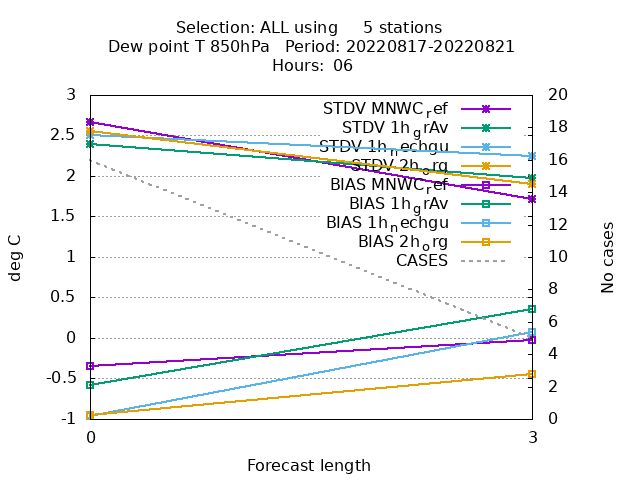 Selection: ALL using 5 stations
Dew point T 850hPa Period: 20220817-20220821
Hours: 06
3
2.5
2
1.5
1
0.5
0
-0.5
-1
20
18
16
14
12
10
8
6
4
2
0
deg C
No cases
STDV MNWC_ref
STDV 1h_grAv
STDV 1h_nechgu
STDV 2h_org
BIAS MNWC_ref
BIAS 1h_grAv
BIAS 1h_nechgu
BIAS 2h_org
CASES
0 3
Forecast length